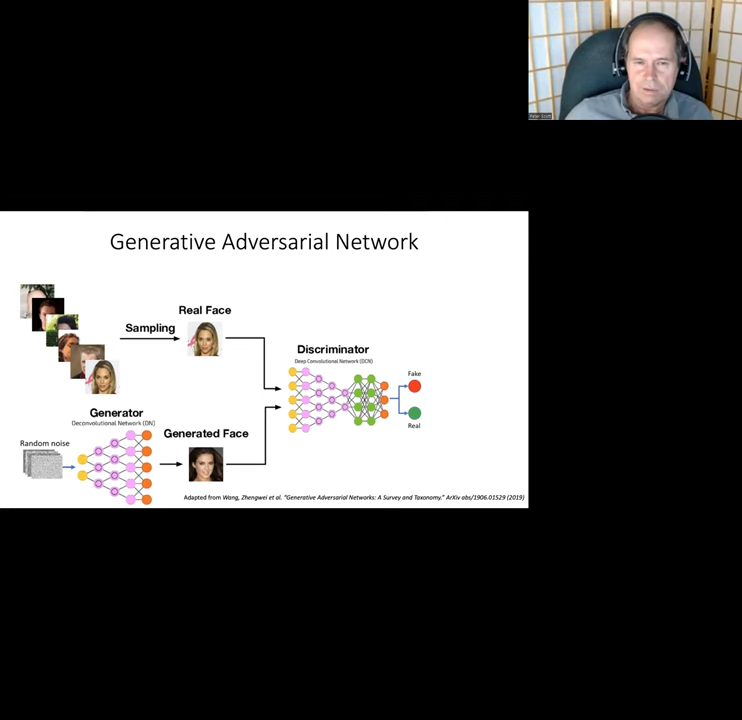 Peter Scott
Generative Adversarial Network
Real Face
Sampling
Discriminator
Deep Convolutional Network (DCN)
Fake
Real
Generator
Deconvolutional Network (DN)
Generated Face
Random noise
Adapted from Wang, Zhengwei et al. "Generative Adversarial Networks: A Survey and Taxonomy." ArXiv abs/1906.01529 (2019)